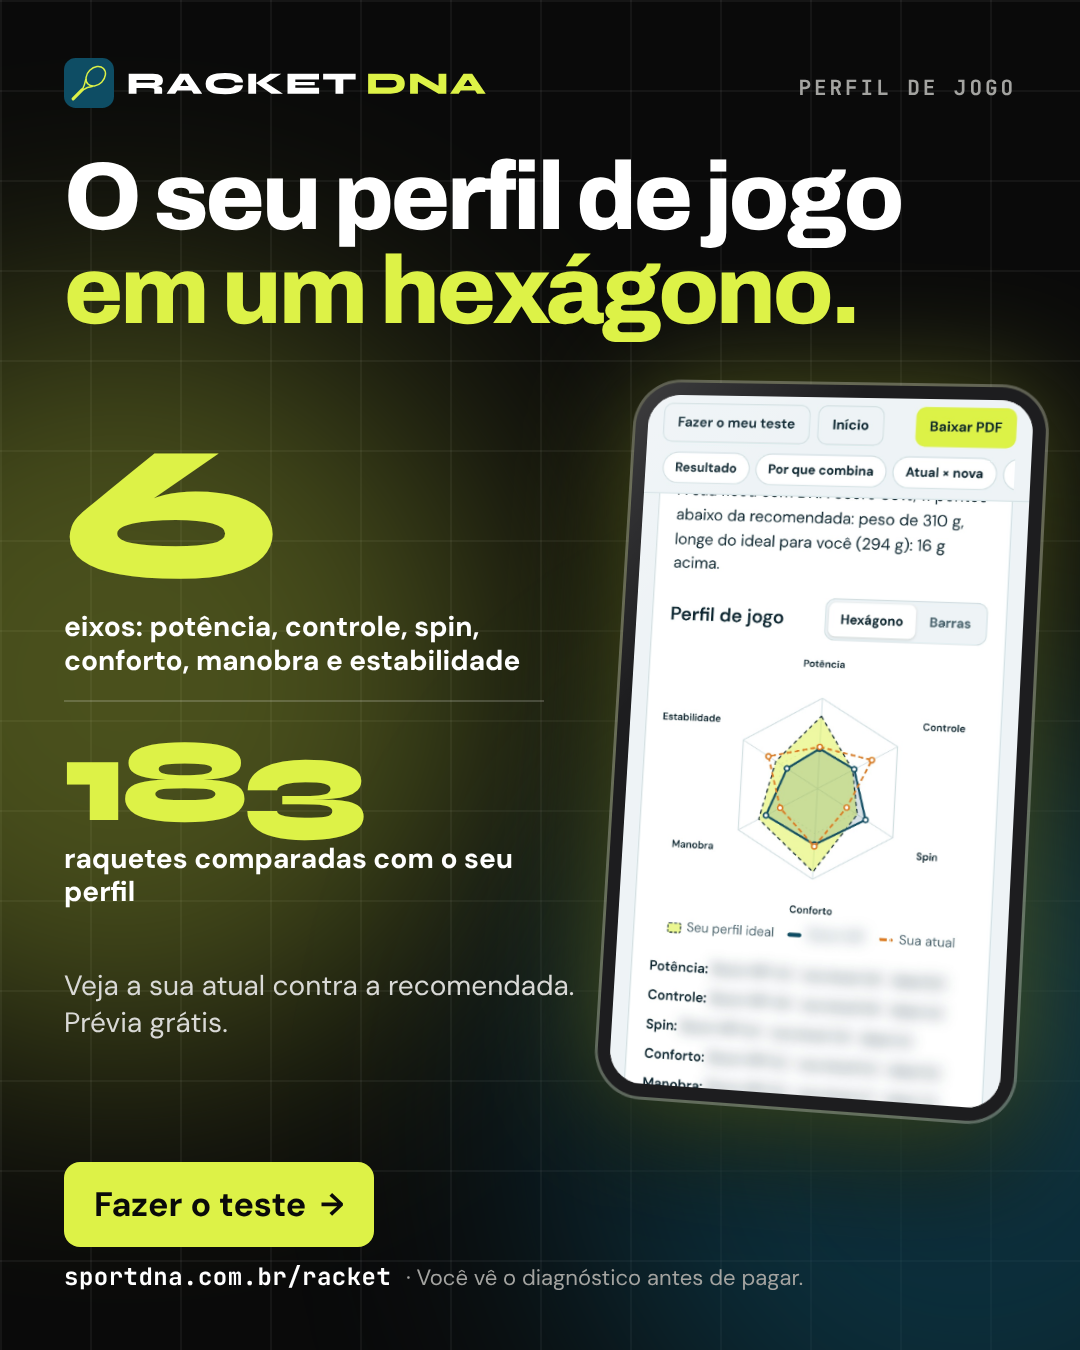 RACKET DNA
PERFIL DE JOGO
O seu perfil de jogo
em um hexágono.
6
eixos: potência, controle, spin,
conforto, manobra e estabilidade
183
raquetes comparadas com o seu
perfil
Veja a sua atual contra a recomendada.
Prévia grátis.
Fazer o meu teste
Início
Baixar PDF
Resultado
Por que combina
Atual × nova
abaixo da recomendada: peso de 310 g,
longe do ideal para você (294 g): 16 g
acima.
Perfil de jogo
Hexágono
Barras
Potência
Estabilidade
Controle
Manobra
Spin
Conforto
Seu perfil ideal
Sua atual
Potência:
Controle:
Spin:
Conforto:
Manobra:
Fazer o teste →
sportdna.com.br/racket · Você vê o diagnóstico antes de pagar.